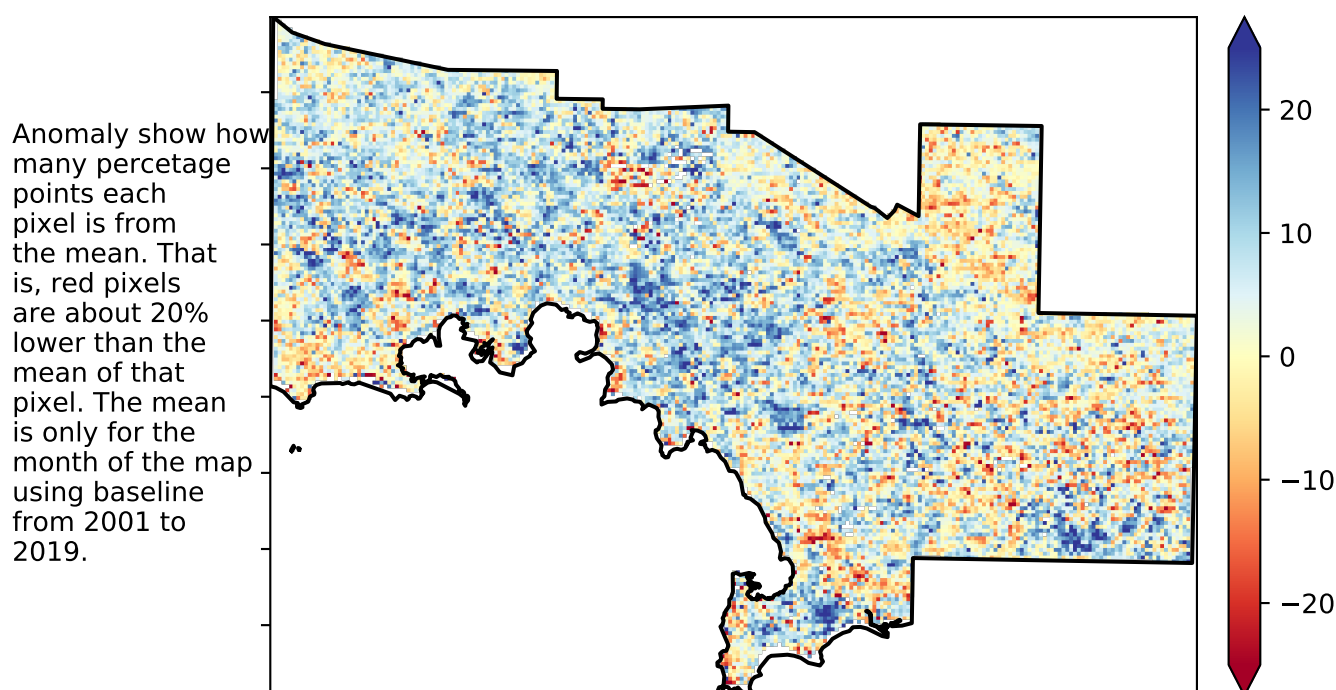 Anomaly show how
many percetage
points each
pixel is from
the mean. That
is, red pixels
are about 20%
lower than the
mean of that
pixel. The mean
is only for the
month of the map
using baseline
from 2001 to
2019.
20
10
0
−10
−20